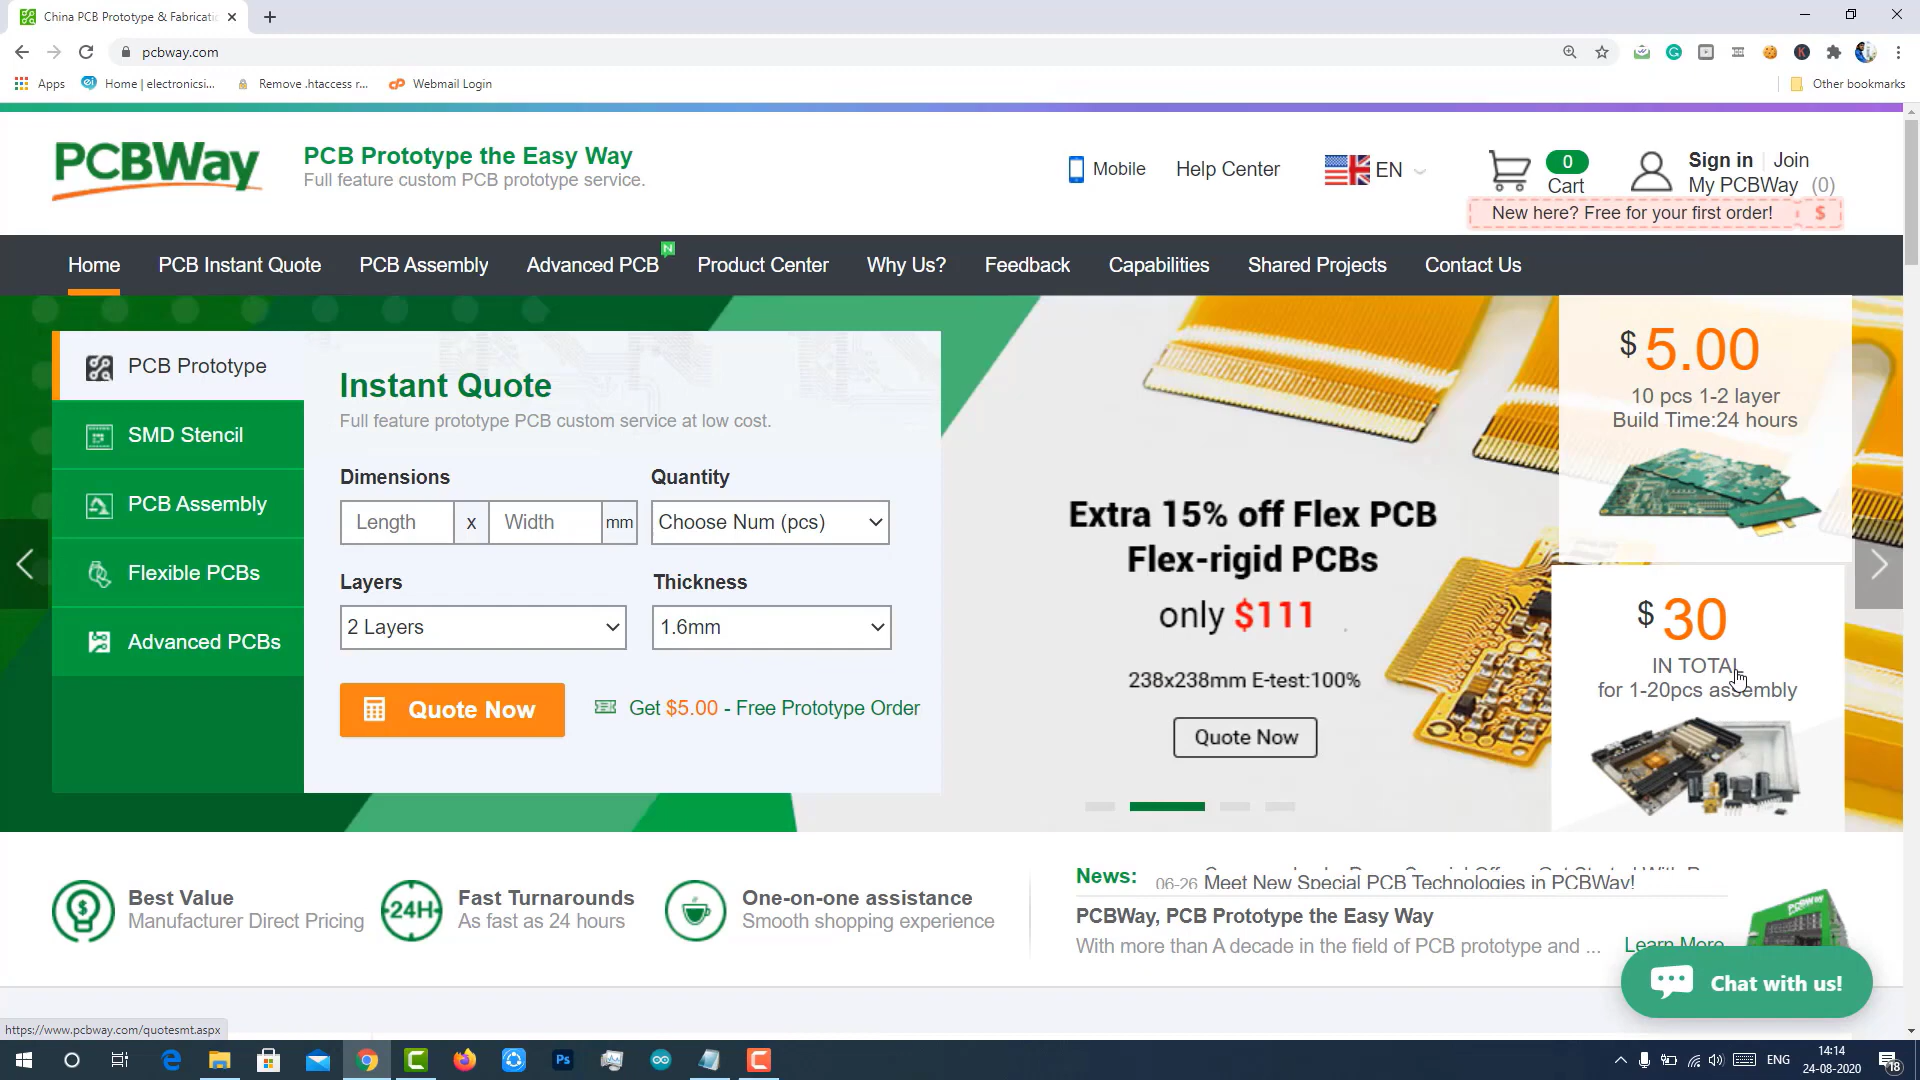 China PCB Prototype & Fabricati
pcbway.com
Apps
Home | electronicsi...
Remove .htaccess r...
Webmail Login
Other bookmarks
PCBWay
PCB Prototype the Easy Way
Full feature custom PCB prototype service.
Mobile
Help Center
EN
0
Cart
Sign in | Join
My PCBWay (0)
New here? Free for your first order! $
Home
PCB Instant Quote
PCB Assembly
Advanced PCB
N
Product Center
Why Us?
Feedback
Capabilities
Shared Projects
Contact Us
PCB Prototype
SMD Stencil
PCB Assembly
Flexible PCBs
Advanced PCBs
Instant Quote
Full feature prototype PCB custom service at low cost.
Dimensions
Quantity
Length x Width mm
Choose Num (pcs)
Layers
Thickness
2 Layers
1.6mm
Quote Now
Get $5.00 - Free Prototype Order
Extra 15% off Flex PCB
Flex-rigid PCBs
only $111
238x238mm E-test:100%
Quote Now
$ 5.00
10 pcs 1-2 layer
Build Time:24 hours
$ 30
IN TOTAL
for 1-20pcs assembly
Best Value
Manufacturer Direct Pricing
24H
Fast Turnarounds
As fast as 24 hours
One-on-one assistance
Smooth shopping experience
News:
06-26 Meet New Special PCB Technologies in PCBWay!
PCBWay, PCB Prototype the Easy Way
With more than A decade in the field of PCB prototype and ...
Learn More
PCBWay
Chat with us!
https://www.pcbway.com/quotesmt.aspx
Ps
ENG
14:14
24-08-2020
18